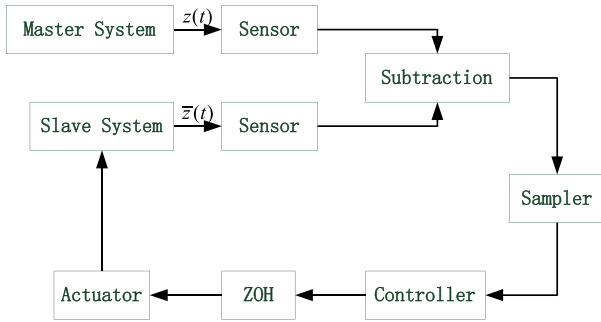 Master System
z(t)
Sensor
Subtraction
Slave System
z̅(t)
Sensor
Sampler
Actuator
ZOH
Controller